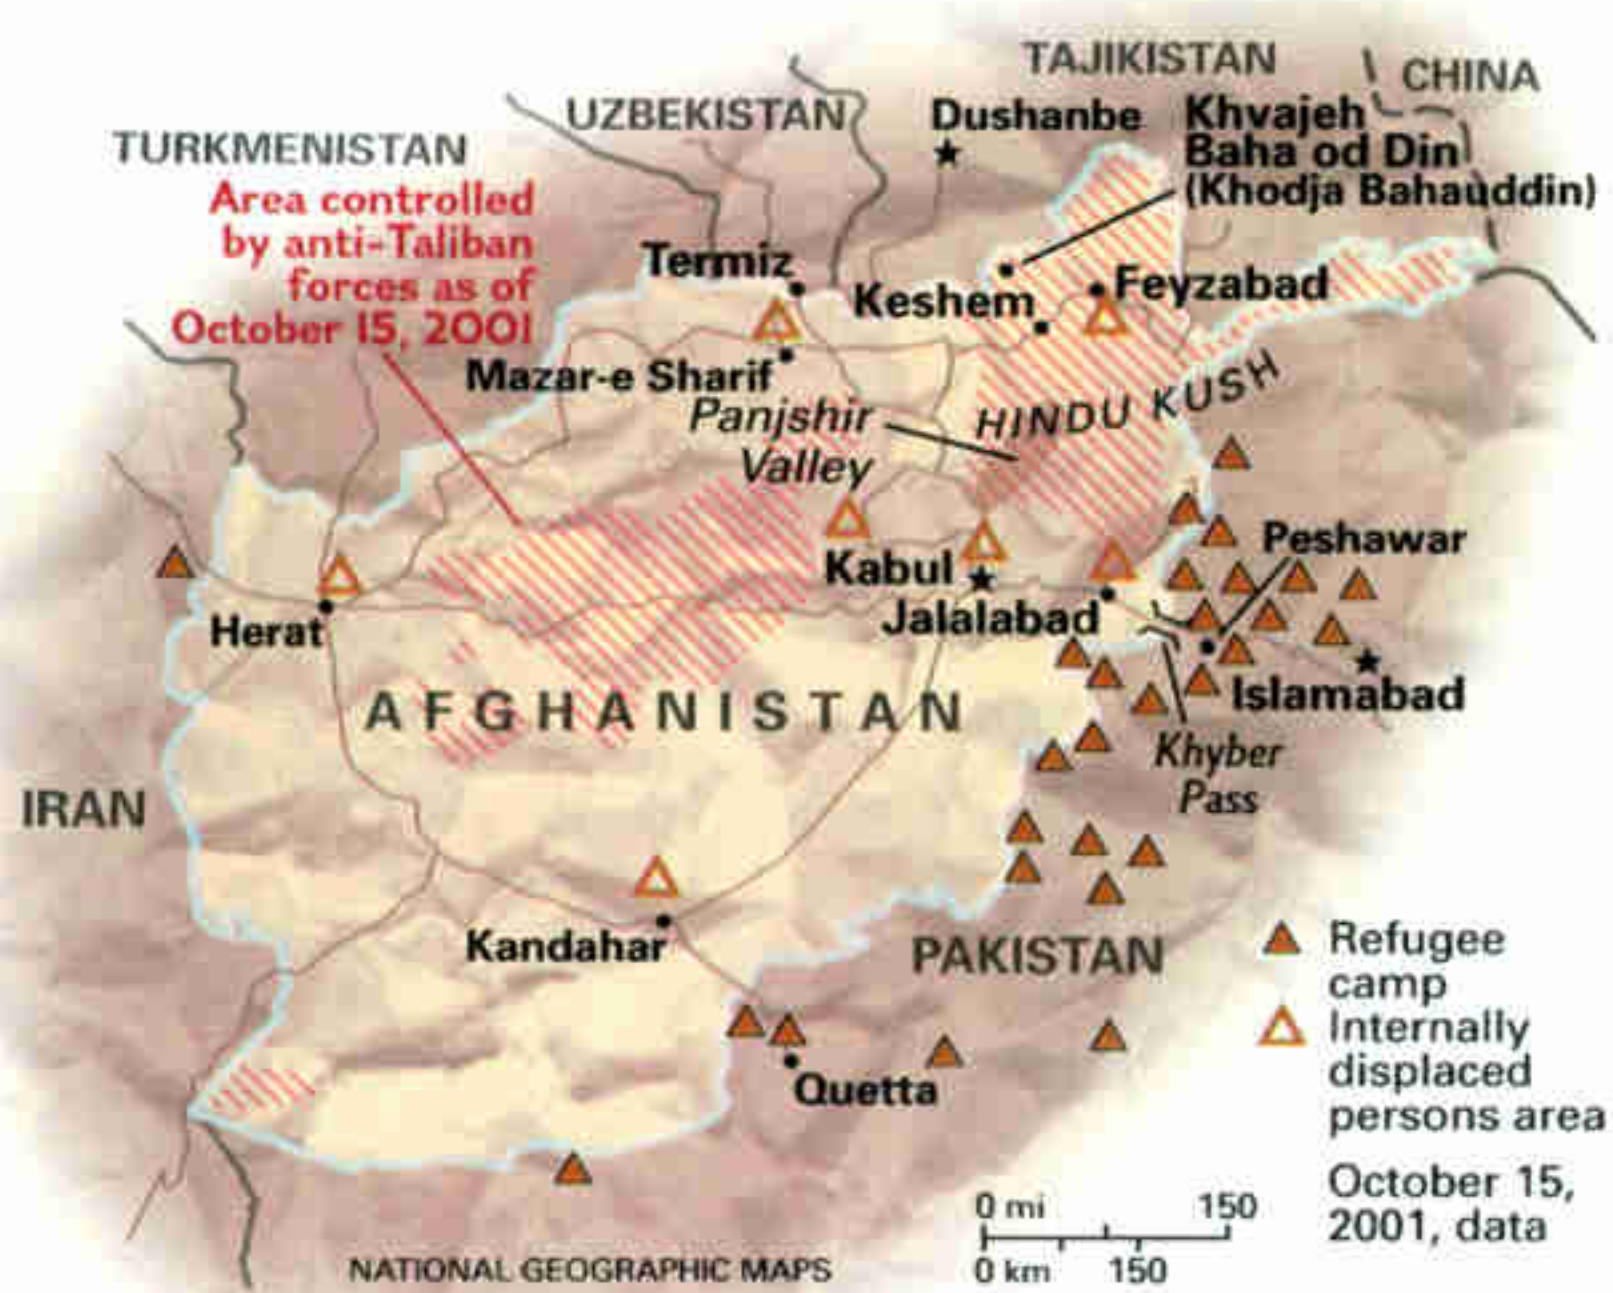 TAJIKISTAN
CHINA
UZBEKISTAN
Dushanbe
Khvajeh
Baha od Din
(Khodja Bahauddin)
TURKMENISTAN
Area controlled
by anti-Taliban
forces as of
October 15, 2001
Termiz
Keshem
Feyzabad
Mazar-e Sharif
Panjshir
Valley
HINDU KUSH
Peshawar
Kabul
Jalalabad
Herat
Islamabad
AFGHANISTAN
Khyber
Pass
IRAN
Kandahar
PAKISTAN
Refugee
camp
Internally
displaced
persons area
Quetta
October 15,
2001, data
0 mi 150
0 km 150
NATIONAL GEOGRAPHIC MAPS